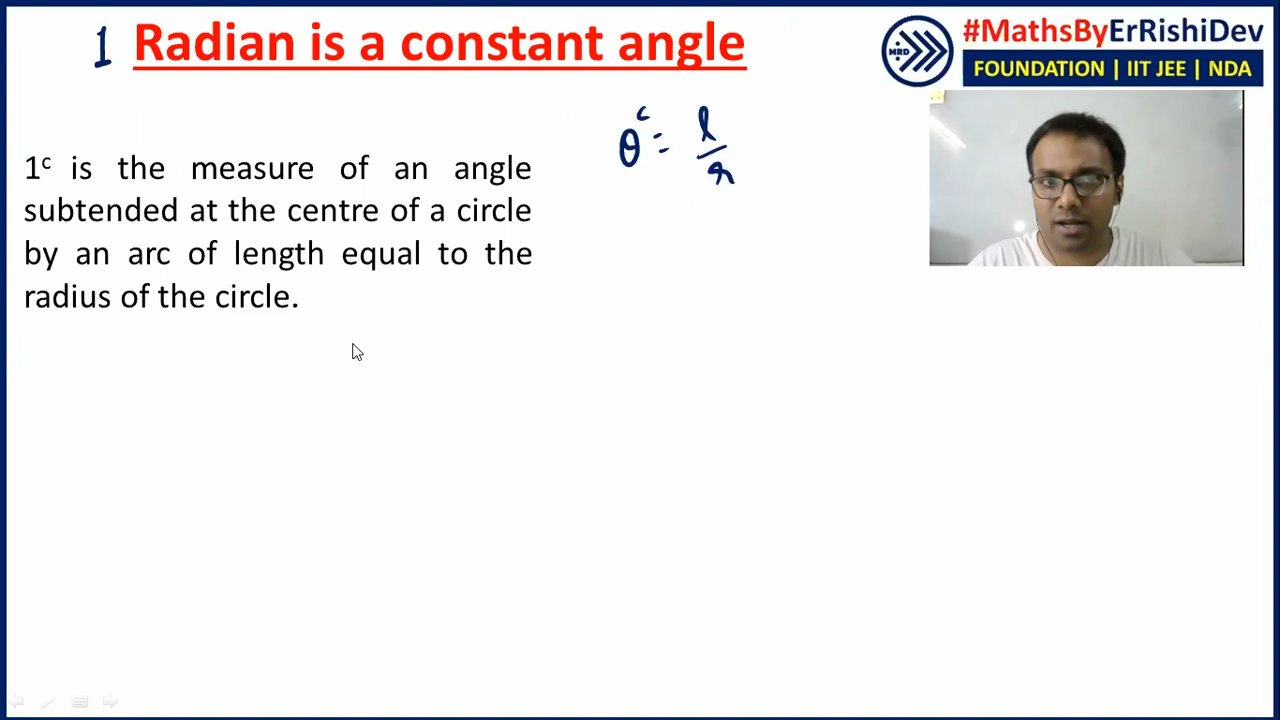 1 Radian is a constant angle
#MathsByErRishiDev
MRD
FOUNDATION | IIT JEE | NDA
θᶜ = l/r
1ᶜ is the measure of an angle
subtended at the centre of a circle
by an arc of length equal to the
radius of the circle.